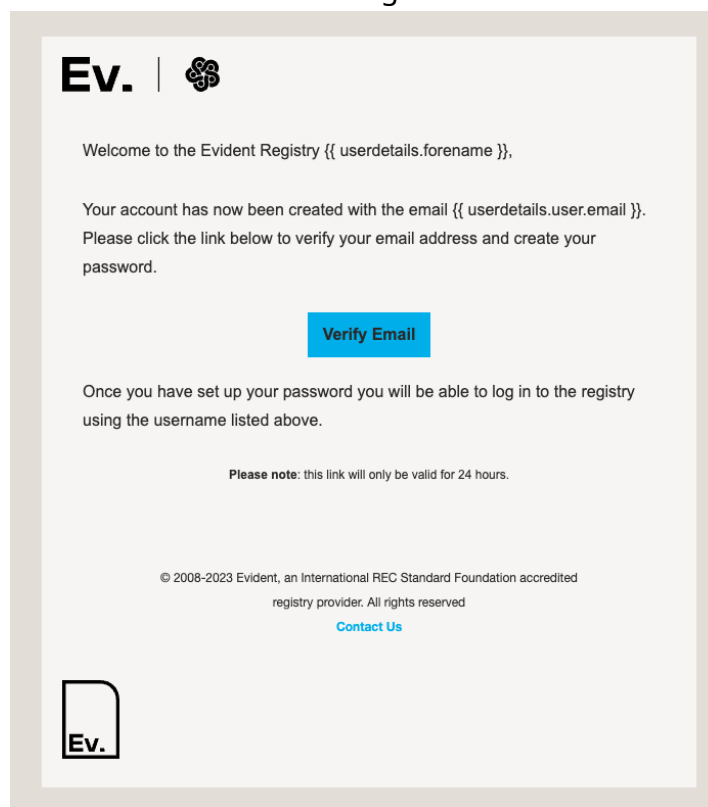 Ev.
Welcome to the Evident Registry {{ userdetails.forename }},
Your account has now been created with the email {{ userdetails.user.email }}.
Please click the link below to verify your email address and create your
password.
Verify Email
Once you have set up your password you will be able to log in to the registry
using the username listed above.
Please note: this link will only be valid for 24 hours.
© 2008-2023 Evident, an International REC Standard Foundation accredited
registry provider. All rights reserved
Contact Us
Ev.